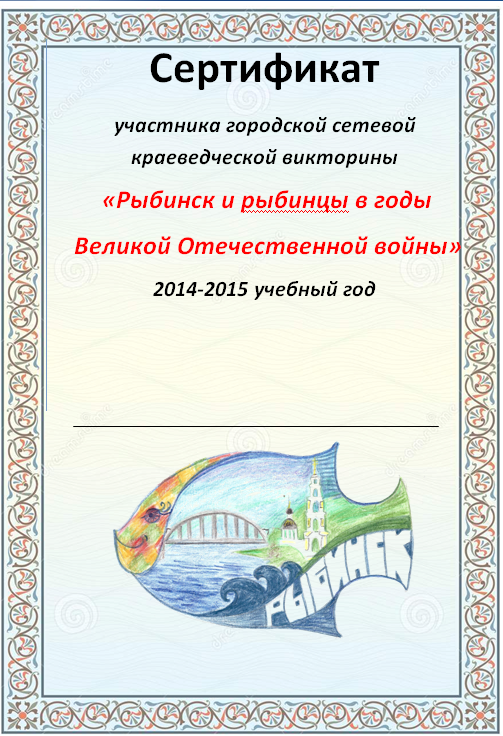 Сертификат
участника городской сетевой
краеведческой викторины
«Рыбинск и рыбинцы в годы
Великой Отечественной войны»
2014-2015 учебный год
РЫБИНСК